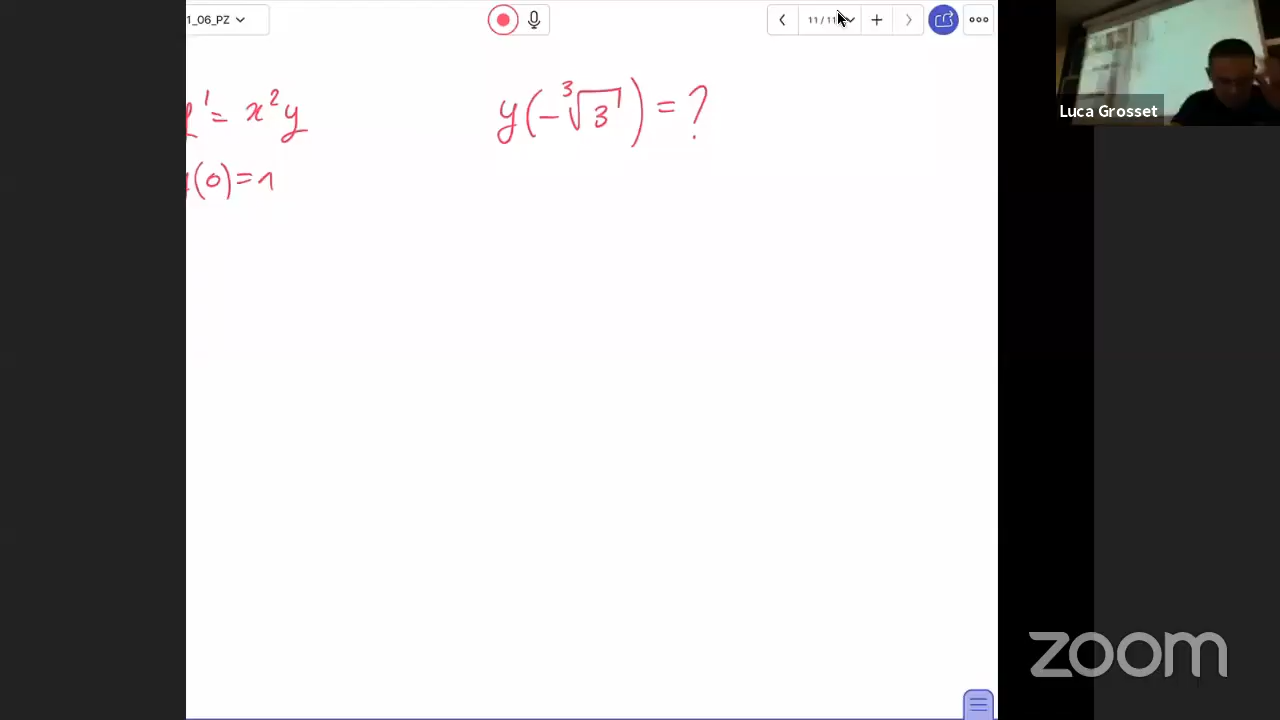 1_06_PZ
11 / 11
y' = x²y
y(-∛3) = ?
y(0) = 1
Luca Grosset
zoom